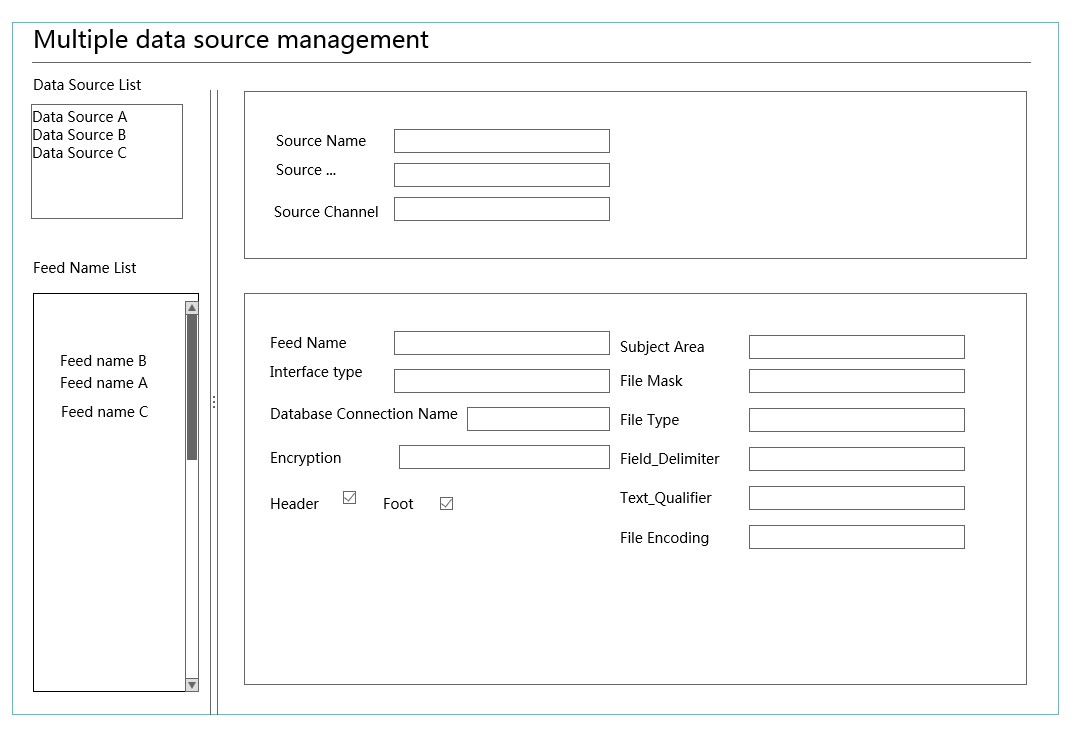 Multiple data source management
Data Source List
Data Source A
Data Source B
Data Source C
Feed Name List
Feed name B
Feed name A
Feed name C
Source Name
Source ...
Source Channel
Feed Name
Interface type
Database Connection Name
Encryption
Header Foot
Subject Area
File Mask
File Type
Field_Delimiter
Text_Qualifier
File Encoding